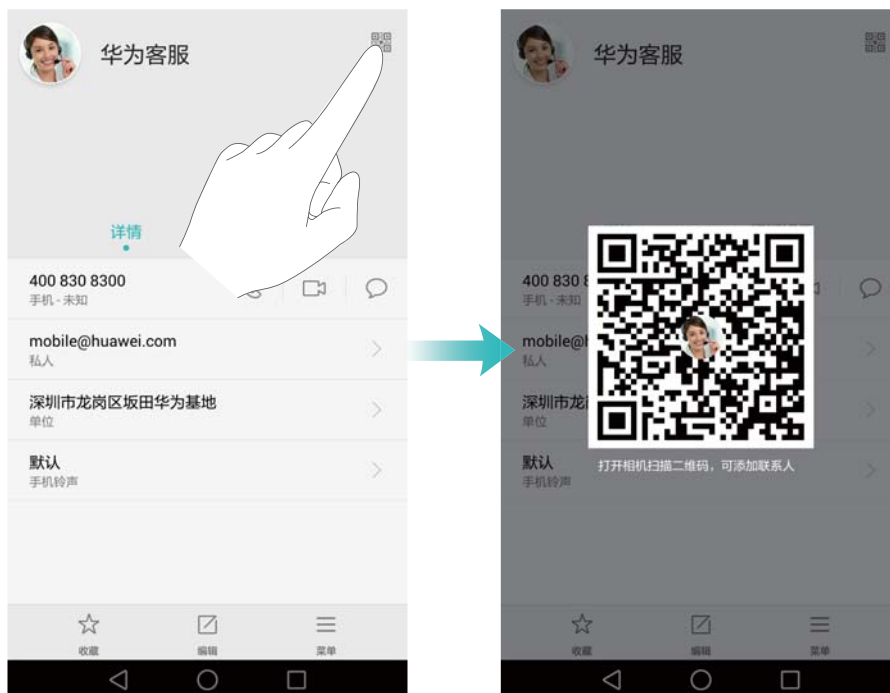 华为客服
详情
400 830 8300
手机 - 未知
mobile@huawei.com
私人
深圳市龙岗区坂田华为基地
单位
默认
手机铃声
收藏
编辑
菜单
华为客服
400 830 8
手机 - 未知
mobile@h
私人
深圳市龙
单位
默认
手机铃声
打开相机扫描二维码，可添加联系人
收藏
编辑
菜单